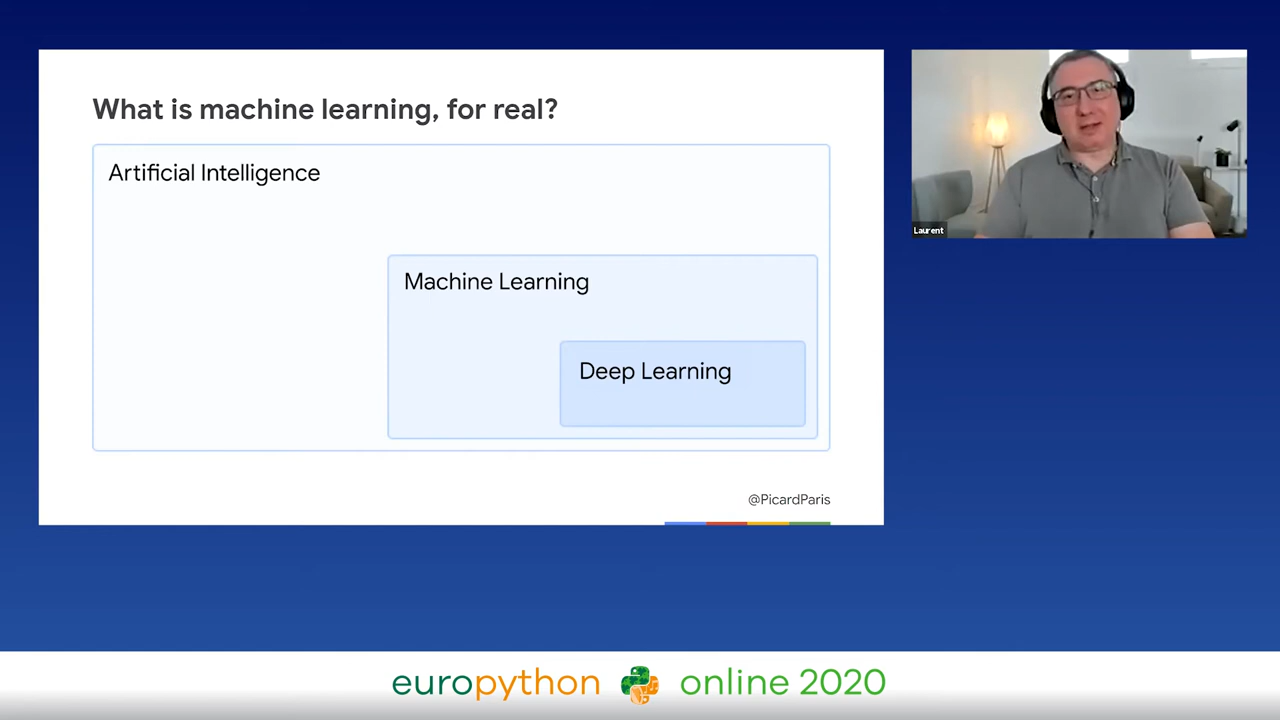 What is machine learning, for real?
Artificial Intelligence
Machine Learning
Deep Learning
@PicardParis
Laurent
europython online 2020